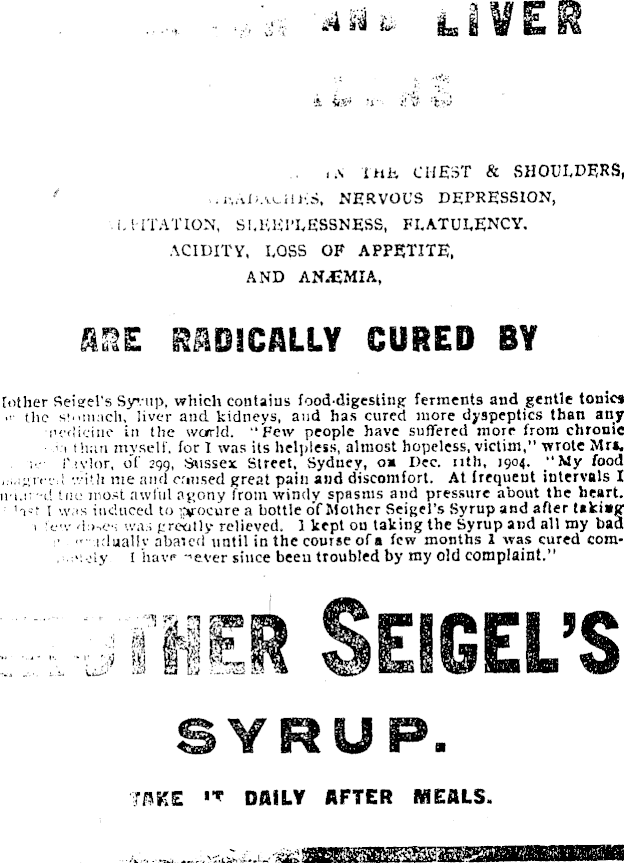 AND LIVER
IN THE CHEST & SHOULDERS,
HEADACHES, NERVOUS DEPRESSION,
SLEEPLESSNESS, FLATULENCY.
ACIDITY, LOSS OF APPETITE,
AND ANÆMIA,
ARE RADICALLY CURED BY
Mother Seigel's Syrup, which contains food-digesting ferments and gentle tonics
the stomach, liver and kidneys, and has cured more dyspeptics than any
medicine in the world. "Few people have suffered more from chronic
than myself, for I was its helpless, almost hopeless, victim," wrote Mrs.
Taylor, of 299, Sussex Street, Sydney, on Dec. 11th, 1904. "My food
disagreed with me and caused great pain and discomfort. At frequent intervals I
the most awful agony from windy spasms and pressure about the heart.
last I was induced to procure a bottle of Mother Seigel's Syrup and after taking
a few doses was greatly relieved. I kept on taking the Syrup and all my bad
gradually abated until in the course of a few months I was cured com-
pletely. I have never since been troubled by my old complaint."
MOTHER SEIGEL'S
SYRUP.
TAKE IT DAILY AFTER MEALS.